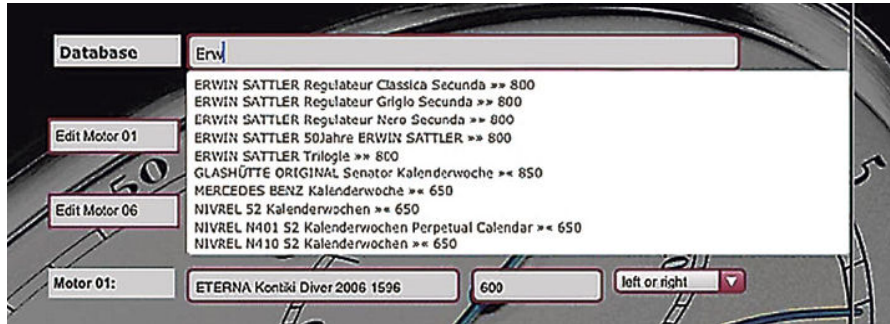 Database
Erw
ERWIN SATTLER Regulateur Classica Secunda »» 800
ERWIN SATTLER Regulateur Grigio Secunda »» 800
ERWIN SATTLER Regulateur Nero Secunda »» 800
ERWIN SATTLER 50Jahre ERWIN SATTLER »» 800
ERWIN SATTLER Trilogie »» 800
GLASHÜTTE ORIGINAL Senator Kalenderwoche »« 850
MERCEDES BENZ Kalenderwoche »« 650
NIVREL 52 Kalenderwochen »« 650
NIVREL N401 52 Kalenderwochen Perpetual Calendar »« 650
NIVREL N410 52 Kalenderwochen »« 650
Edit Motor 01
50
5
Edit Motor 06
Motor 01:
ETERNA Kontiki Diver 2006 1596
600
left or right